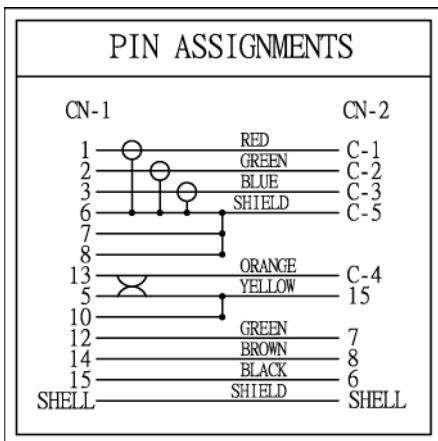 PIN ASSIGNMENTS
CN-1 CN-2
1 RED C-1
2 GREEN C-2
3 BLUE C-3
6 SHIELD C-5
7
8
13 ORANGE C-4
5 YELLOW 15
10
12 GREEN 7
14 BROWN 8
15 BLACK 6
SHELL SHIELD SHELL